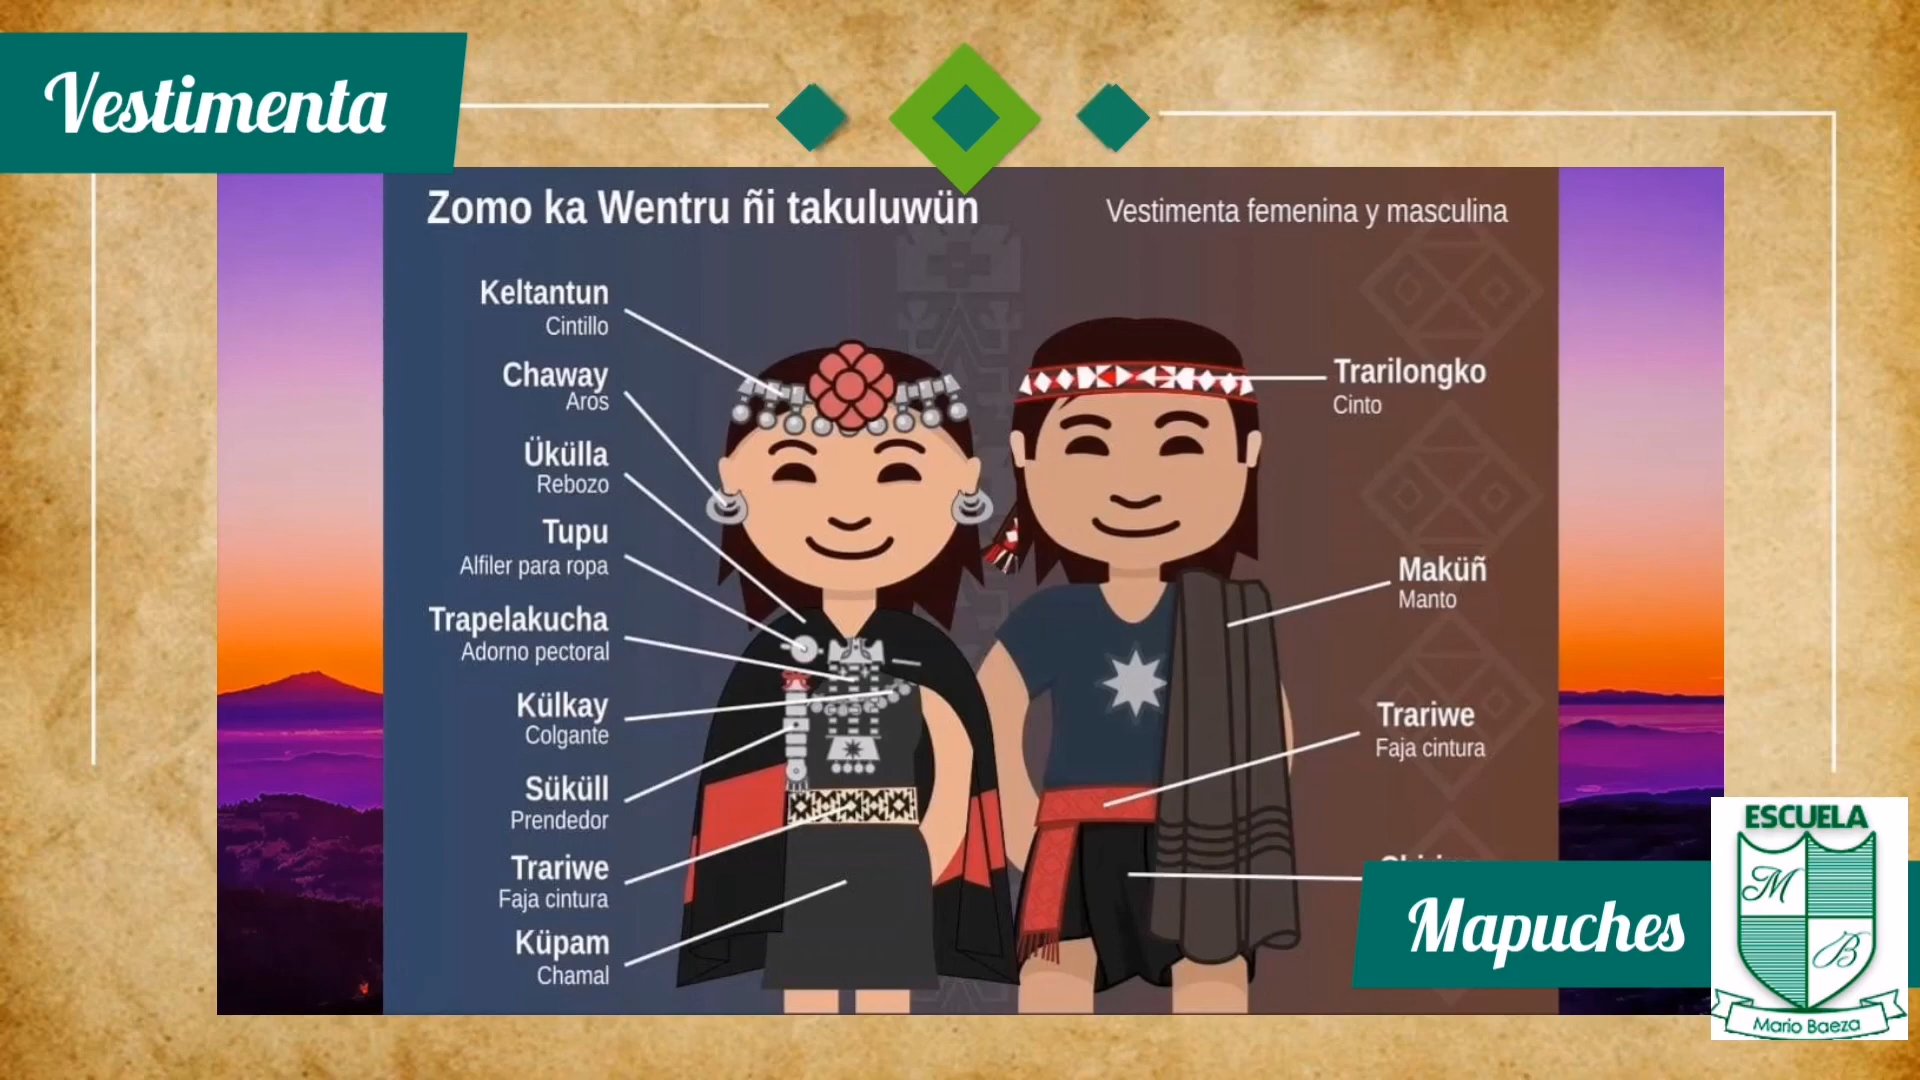 Vestimenta
Zomo ka Wentru ñi takuluwün
Vestimenta femenina y masculina
Keltantun
Cintillo
Chaway
Aros
Ükülla
Rebozo
Tupu
Alfiler para ropa
Trapelakucha
Adorno pectoral
Külkay
Colgante
Süküll
Prendedor
Trariwe
Faja cintura
Küpam
Chamal
Trarilongko
Cinto
Maküñ
Manto
Trariwe
Faja cintura
Mapuches
ESCUELA
M
B
Mario Baeza